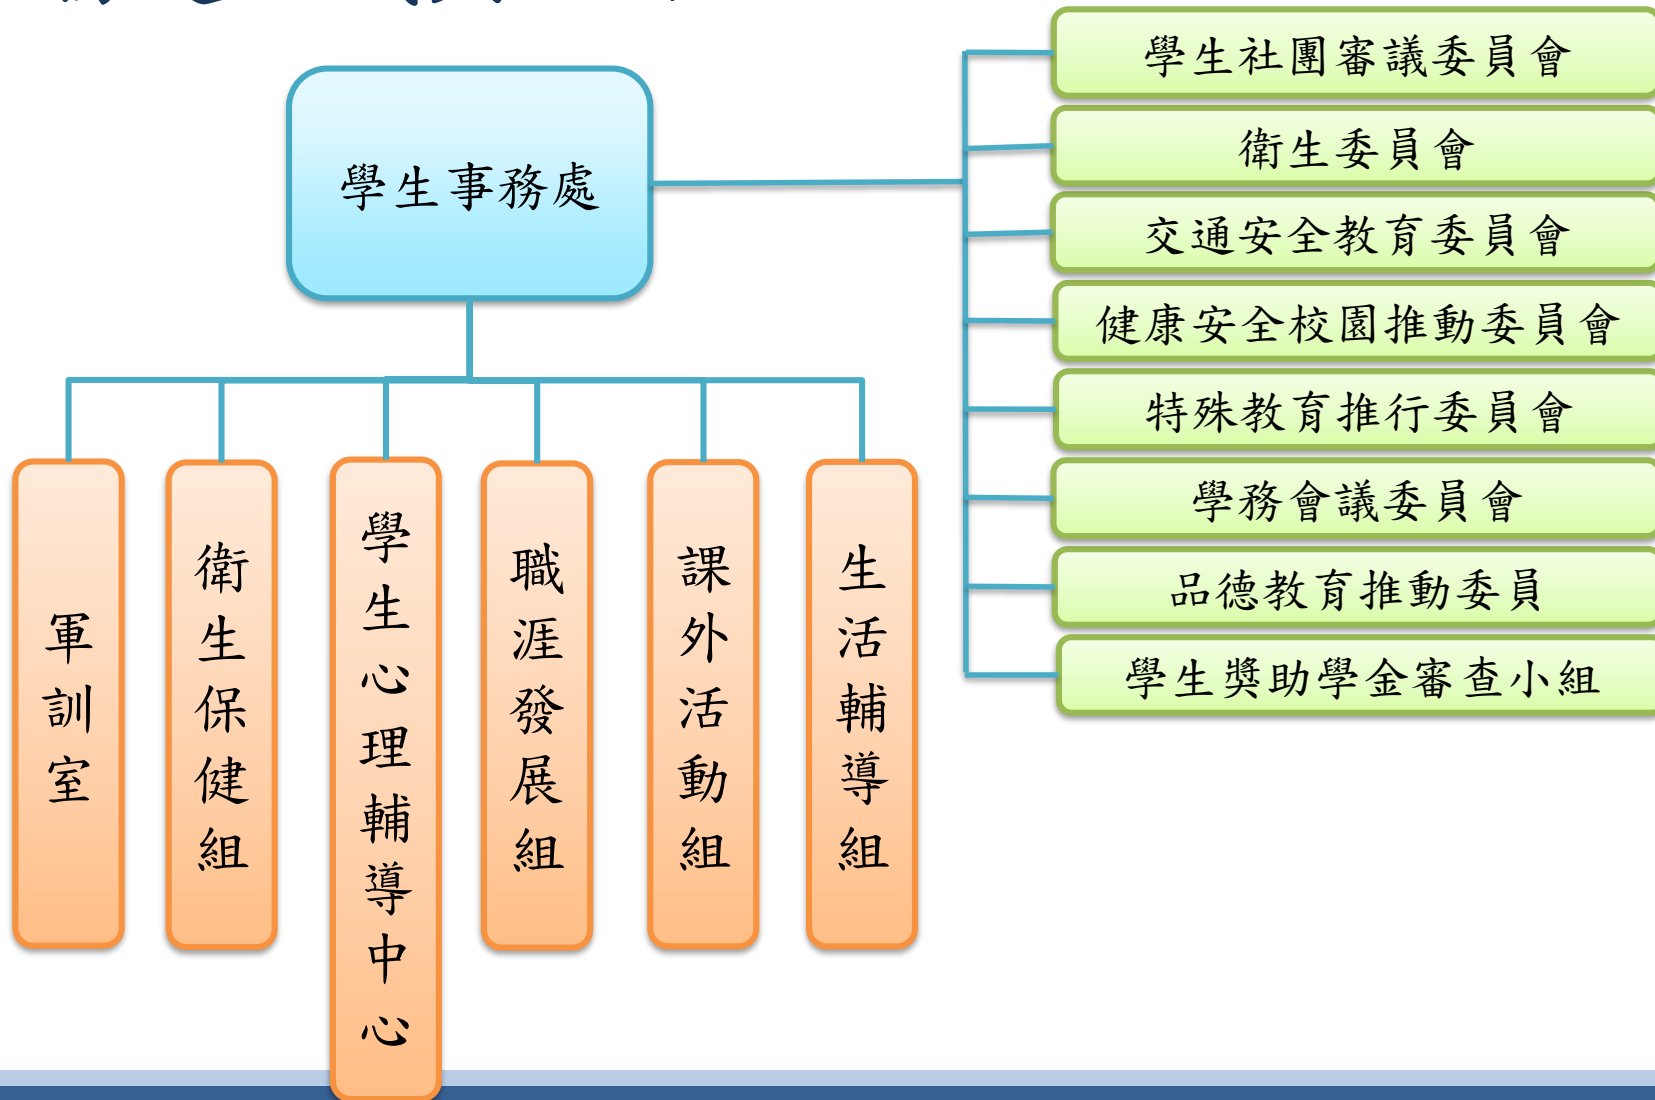 學生事務處
學生社團審議委員會
衛生委員會
交通安全教育委員會
健康安全校園推動委員會
特殊教育推行委員會
學務會議委員會
品德教育推動委員
學生獎助學金審查小組
軍訓室
衛生保健組
學生心理輔導中心
職涯發展組
課外活動組
生活輔導組